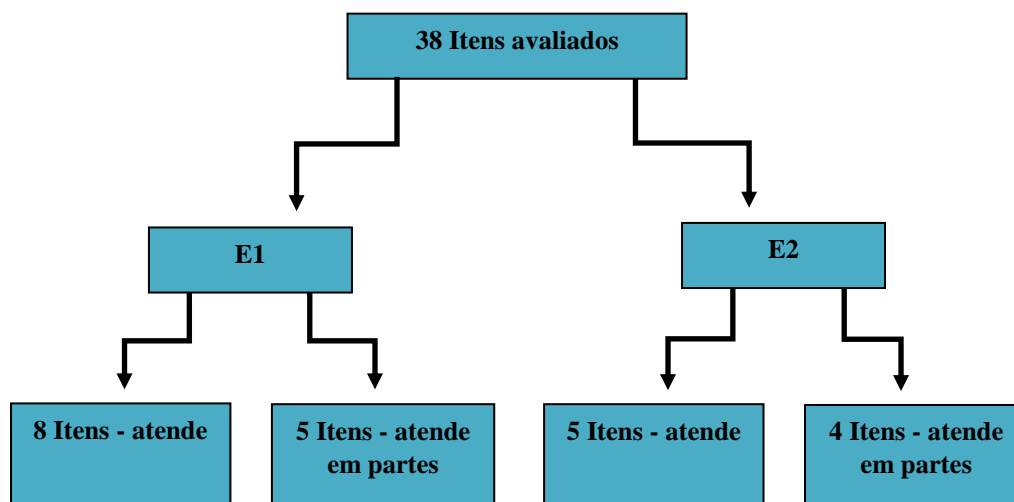 38 Itens avaliados
E1
E2
8 Itens - atende
5 Itens - atende
em partes
5 Itens - atende
4 Itens - atende
em partes